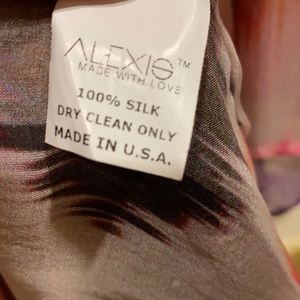 ALEXIS™
MADE WITH LOVE
100% SILK
DRY CLEAN ONLY
MADE IN U.S.A.